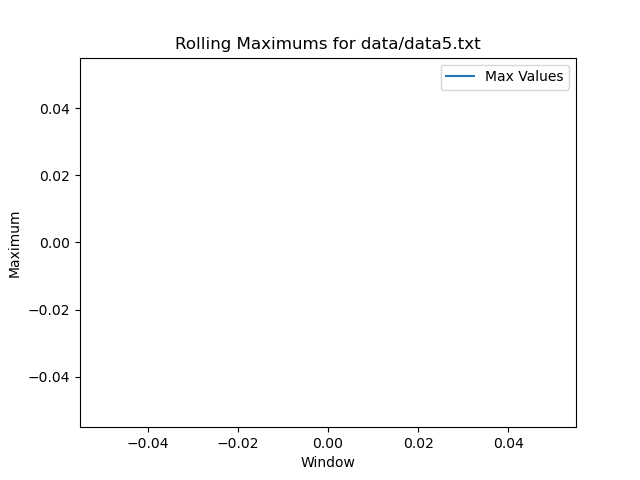 Rolling Maximums for data/data5.txt
Max Values
Maximum
0.04
0.02
0.00
−0.02
−0.04
−0.04 −0.02 0.00 0.02 0.04
Window